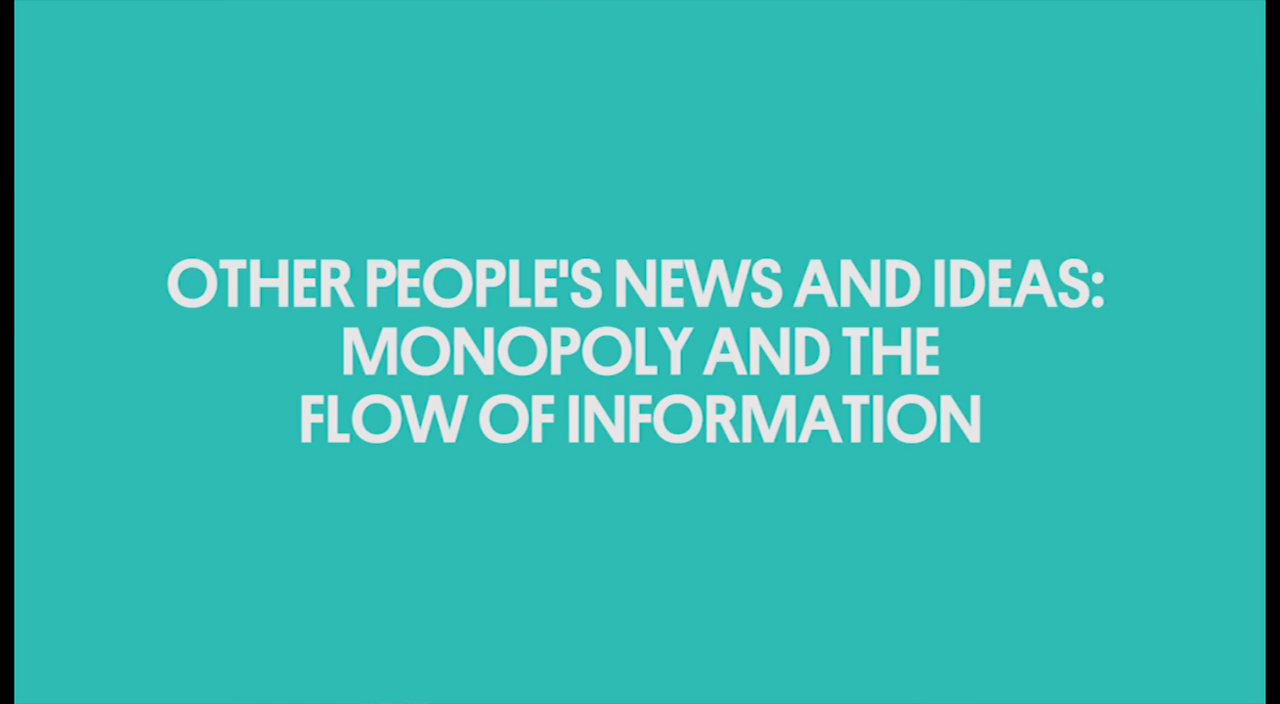 OTHER PEOPLE'S NEWS AND IDEAS:
MONOPOLY AND THE
FLOW OF INFORMATION